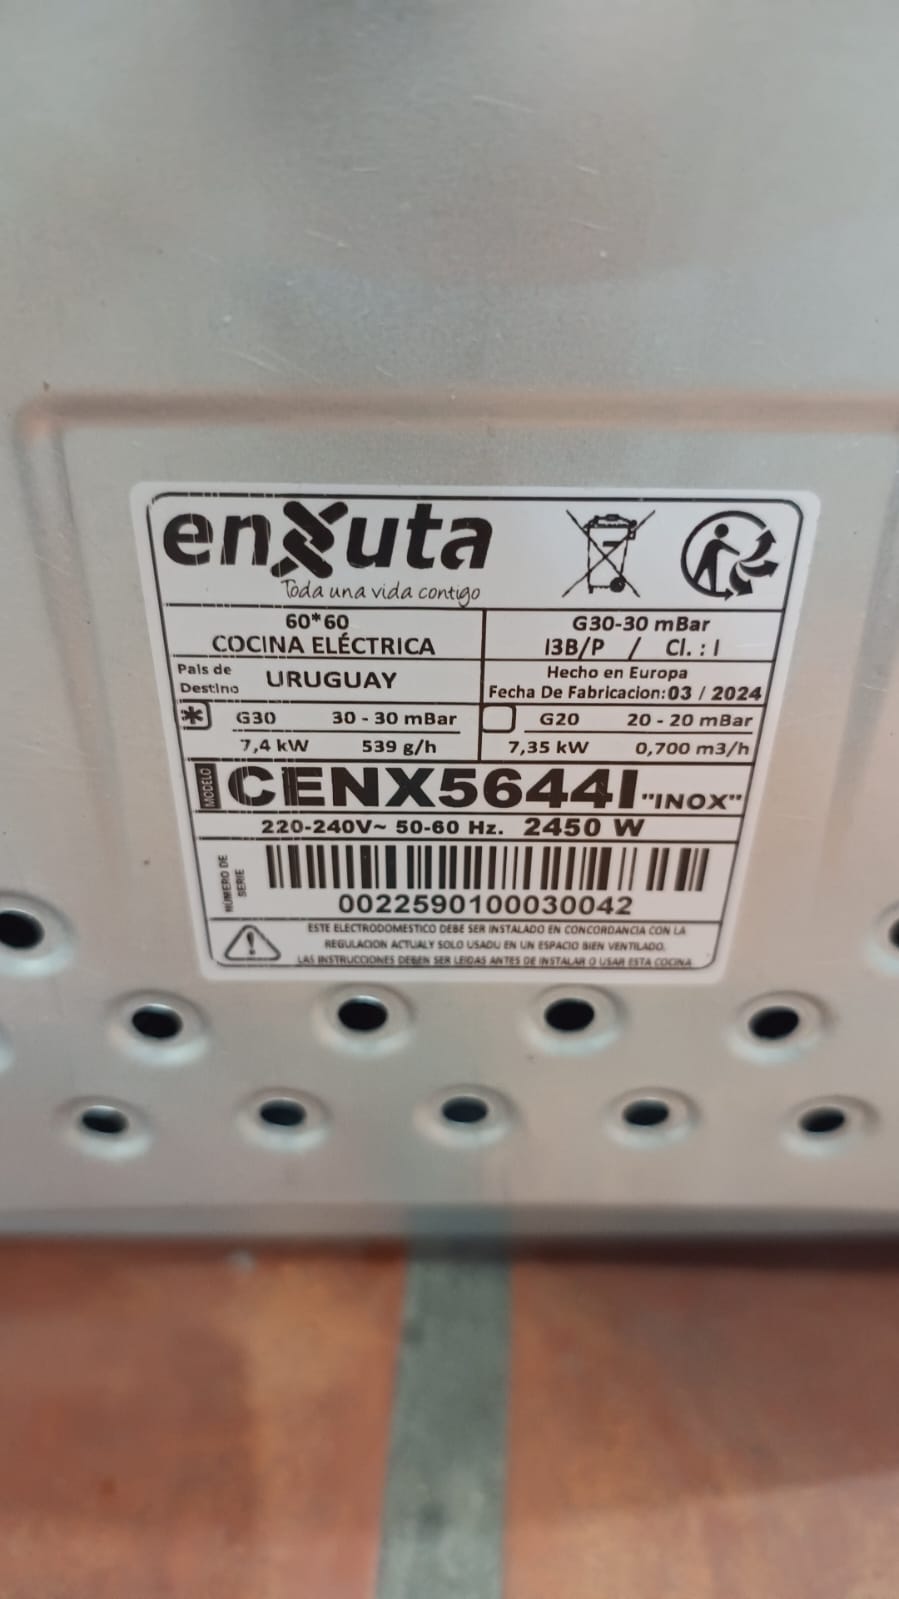 enxuta
Toda una vida contigo
60*60
COCINA ELÉCTRICA
G30-30 mBar
I3B/P / Cl. : I
Pais de
Destino
URUGUAY
Hecho en Europa
Fecha De Fabricacion: 03 / 2024
* G30 30 - 30 mBar
7,4 kW 539 g/h
G20 20 - 20 mBar
7,35 kW 0,700 m3/h
MODELO
CENX5644I "INOX"
220-240V~ 50-60 Hz. 2450 W
NÚMERO DE
SERIE
0022590100030042
ESTE ELECTRODOMESTICO DEBE SER INSTALADO EN CONCORDANCIA CON LA
REGULACION ACTUALY SOLO USADU EN UN ESPACIO BIEN VENTILADO.
LAS INSTRUCCIONES DEBEN SER LEIDAS ANTES DE INSTALAR O USAR ESTA COCINA